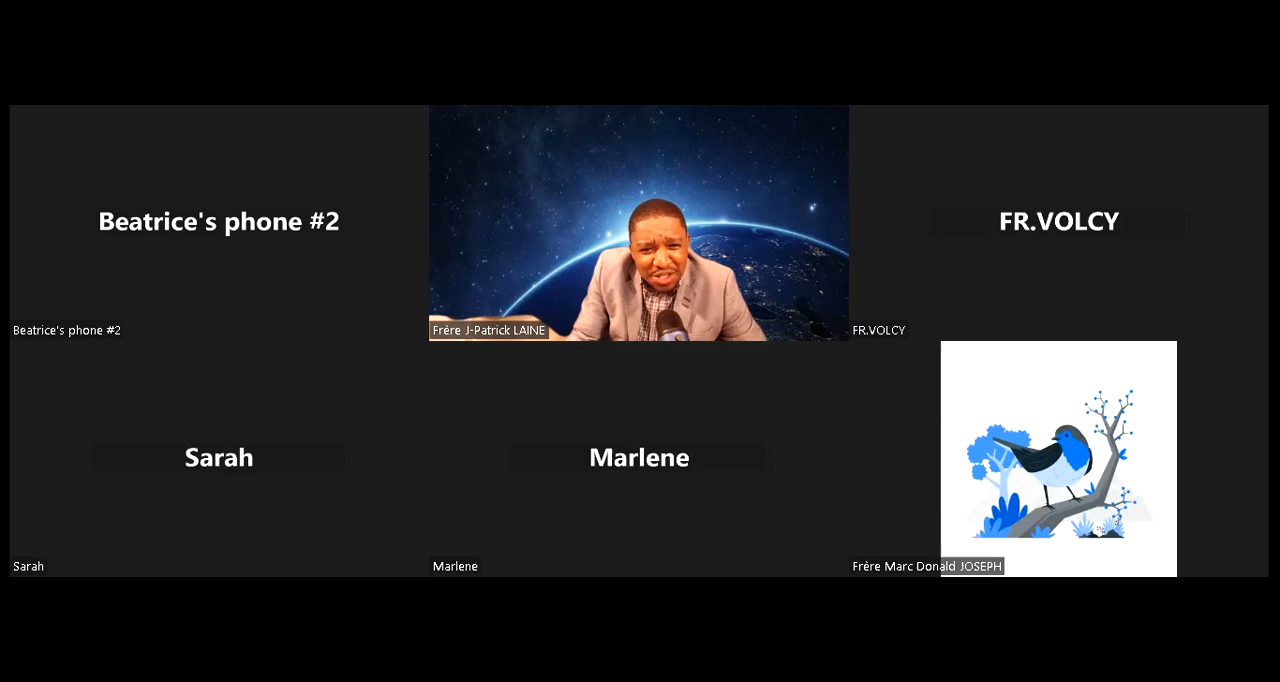 Beatrice's phone #2
FR.VOLCY
Beatrice's phone #2
Frère J-Patrick LAINE
FR.VOLCY
Sarah
Marlene
Sarah
Marlene
Frère Marc Donald JOSEPH